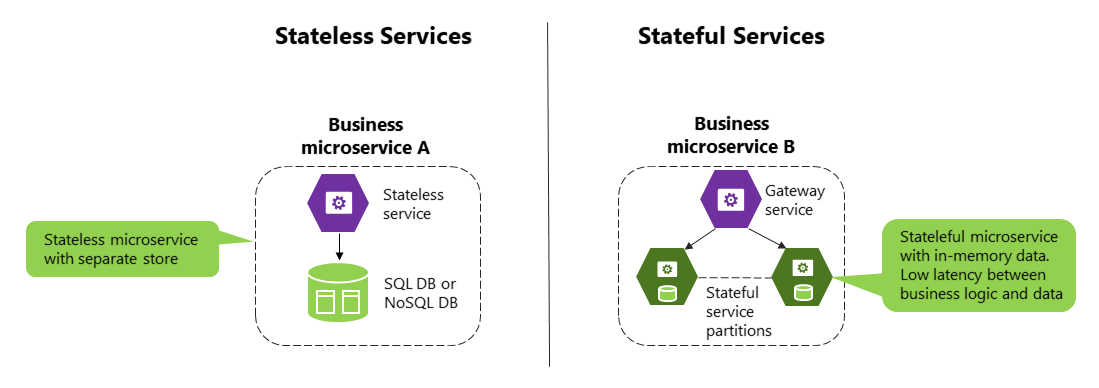 Stateless Services
Stateful Services
Business
microservice A
Stateless
service
SQL DB or
NoSQL DB
Stateless microservice
with separate store
Business
microservice B
Gateway
service
Stateful
service
partitions
Stateleful microservice
with in-memory data.
Low latency between
business logic and data